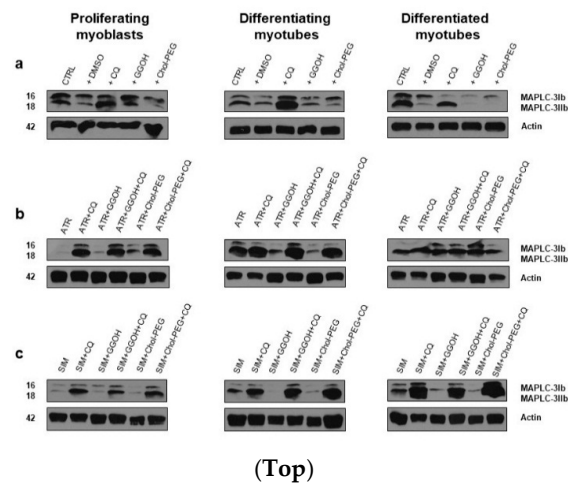 Proliferating myoblasts
Differentiating myotubes
Differentiated myotubes
a
CTRL
+ DMSO
+ CQ
+ GGOH
+ Chol-PEG
CTRL
+ DMSO
+ CQ
+ GGOH
+ Chol-PEG
CTRL
+ DMSO
+ CQ
+ GGOH
+ Chol-PEG
16
18
MAPLC-3Ib
MAPLC-3IIb
42
Actin
b
ATR
ATR+CQ
ATR+GGOH
ATR+GGOH+CQ
ATR+Chol-PEG
ATR+Chol-PEG+CQ
ATR
ATR+CQ
ATR+GGOH
ATR+GGOH+CQ
ATR+Chol-PEG
ATR+Chol-PEG+CQ
ATR
ATR+CQ
ATR+GGOH
ATR+GGOH+CQ
ATR+Chol-PEG
ATR+Chol-PEG+CQ
16
18
MAPLC-3Ib
MAPLC-3IIb
42
Actin
c
SIM
SIM+CQ
SIM+GGOH
SIM+GGOH+CQ
SIM+Chol-PEG
SIM+Chol-PEG+CQ
SIM
SIM+CQ
SIM+GGOH
SIM+GGOH+CQ
SIM+Chol-PEG
SIM+Chol-PEG+CQ
SIM
SIM+CQ
SIM+GGOH
SIM+GGOH+CQ
SIM+Chol-PEG
SIM+Chol-PEG+CQ
16
18
MAPLC-3Ib
MAPLC-3IIb
42
Actin
(Top)